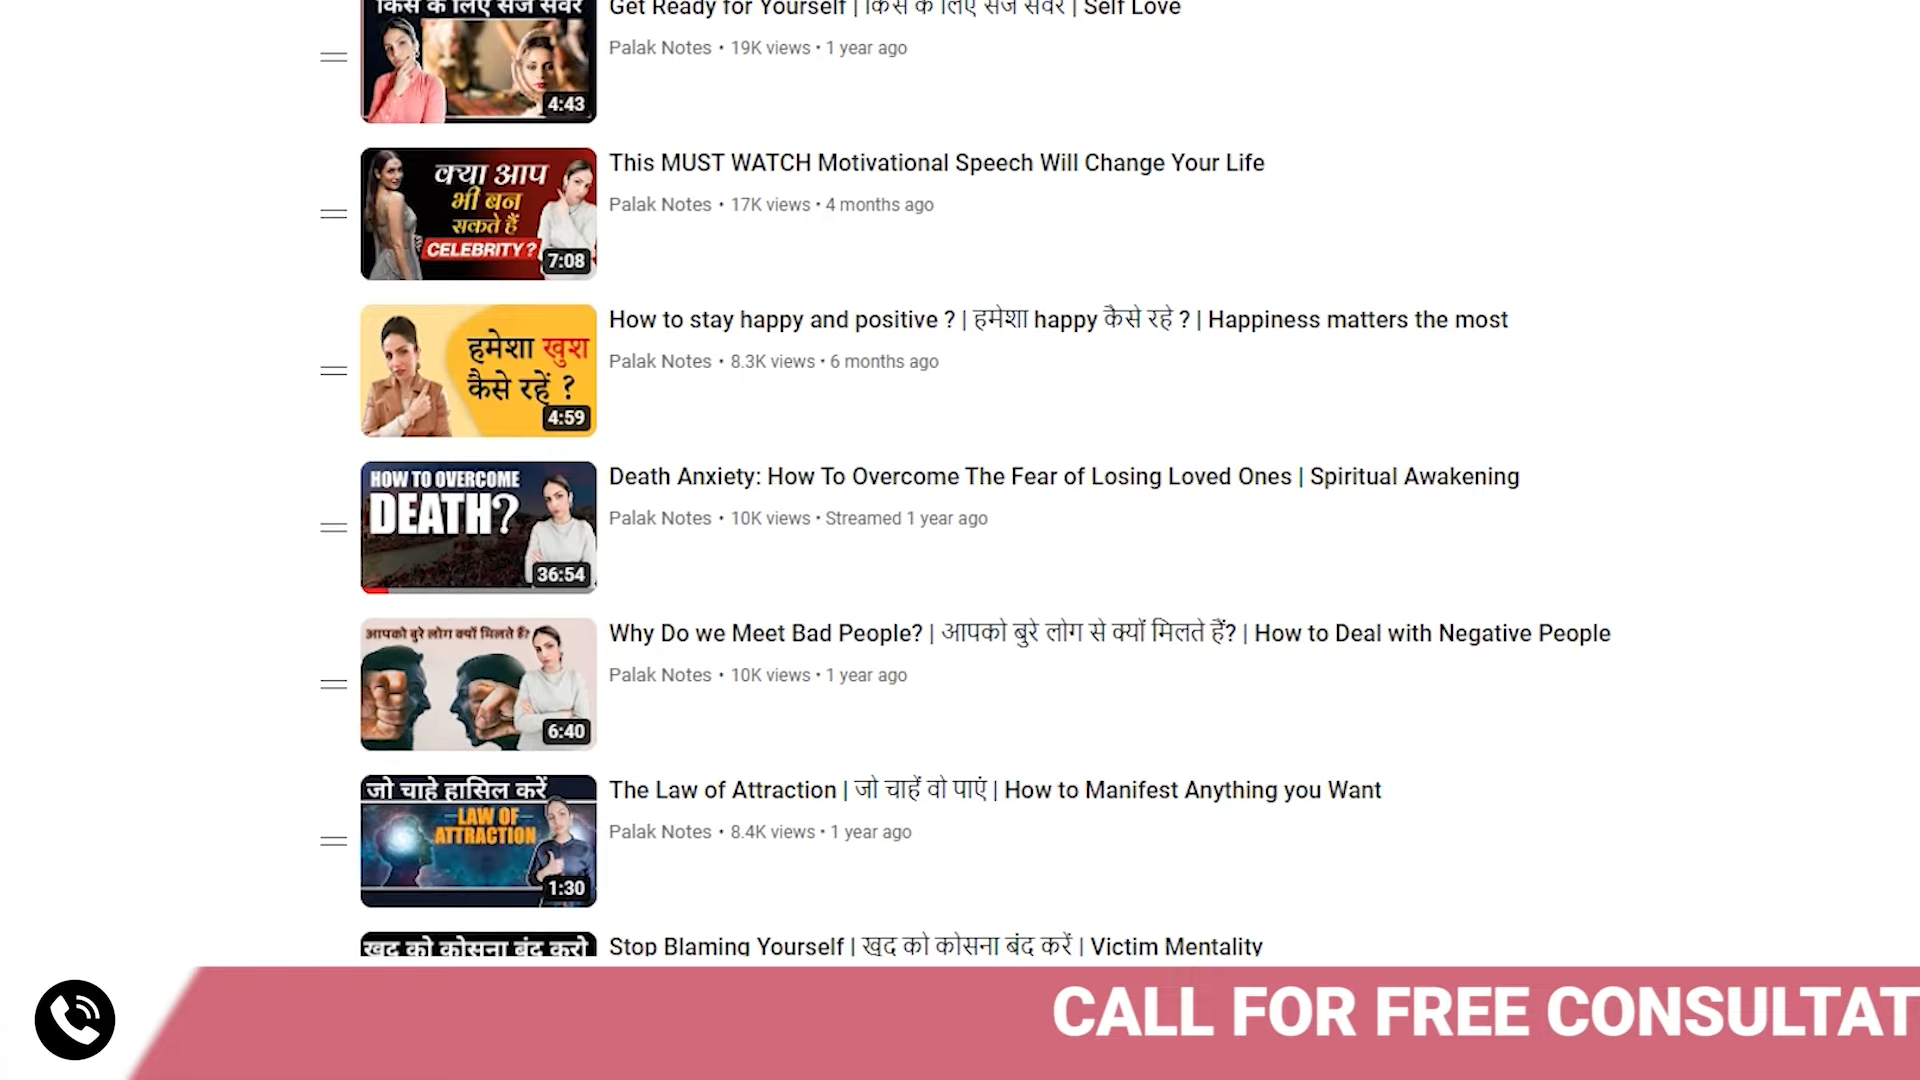 किस के लिए सजे संवरे
4:43
Get Ready for Yourself | किस के लिए सजे संवरे | Self Love
Palak Notes • 19K views • 1 year ago
क्या आप
भी बन
सकते हैं
CELEBRITY ?
7:08
This MUST WATCH Motivational Speech Will Change Your Life
Palak Notes • 17K views • 4 months ago
हमेशा खुश
कैसे रहें ?
4:59
How to stay happy and positive ? | हमेशा happy कैसे रहे ? | Happiness matters the most
Palak Notes • 8.3K views • 6 months ago
HOW TO OVERCOME
DEATH?
36:54
Death Anxiety: How To Overcome The Fear of Losing Loved Ones | Spiritual Awakening
Palak Notes • 10K views • Streamed 1 year ago
आपको बुरे लोग क्यों मिलते हैं?
6:40
Why Do we Meet Bad People? | आपको बुरे लोग से क्यों मिलते हैं? | How to Deal with Negative People
Palak Notes • 10K views • 1 year ago
जो चाहे हासिल करें
LAW OF
ATTRACTION
1:30
The Law of Attraction | जो चाहें वो पाएं | How to Manifest Anything you Want
Palak Notes • 8.4K views • 1 year ago
खुद को कोसना बंद करो
Stop Blaming Yourself | खुद को कोसना बंद करें | Victim Mentality
CALL FOR FREE CONSULTAT